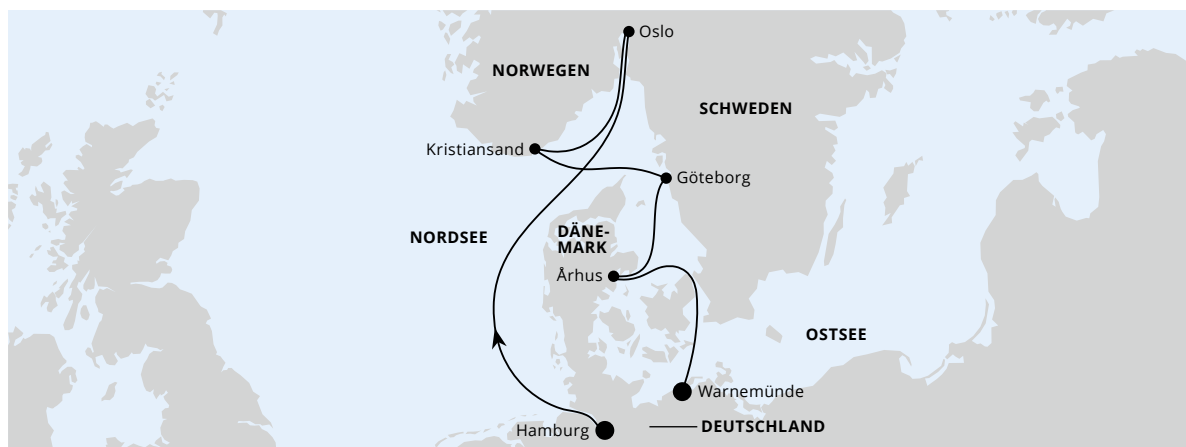 Oslo
NORWEGEN
SCHWEDEN
Kristiansand
Göteborg
NORDSEE
DÄNE-
MARK
Århus
OSTSEE
Warnemünde
Hamburg
DEUTSCHLAND